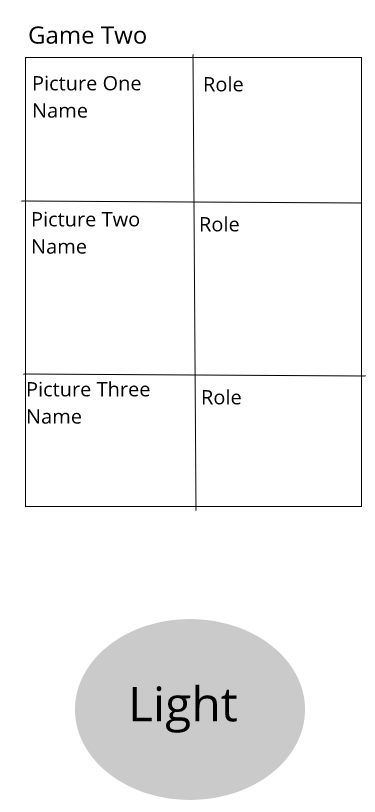 Game Two
Picture One
Name
Role
Picture Two
Name
Role
Picture Three
Name
Role
Light